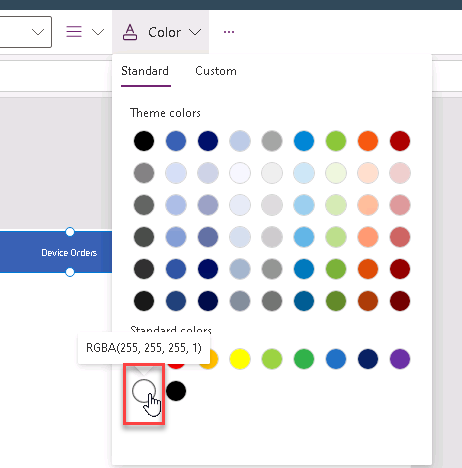 Color
Standard Custom
Theme colors
Device Orders
Standard colors
RGBA(255, 255, 255, 1)